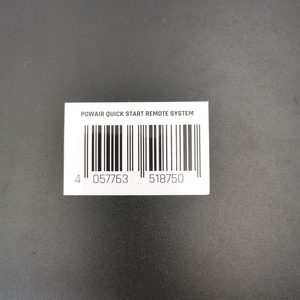 POWAIR QUICK START REMOTE SYSTEM
4 057763 518750